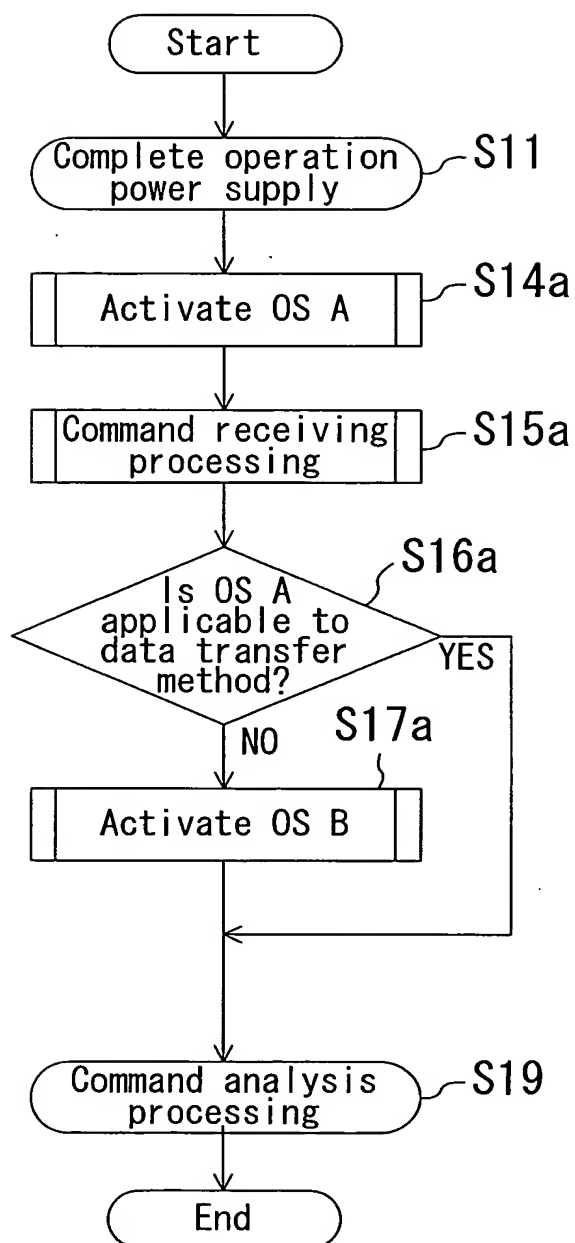 Start
Complete operation
power supply
S11
Activate OS A
S14a
Command receiving
processing
S15a
Is OS A
applicable to
data transfer
method?
S16a
YES
NO
S17a
Activate OS B
Command analysis
processing
S19
End